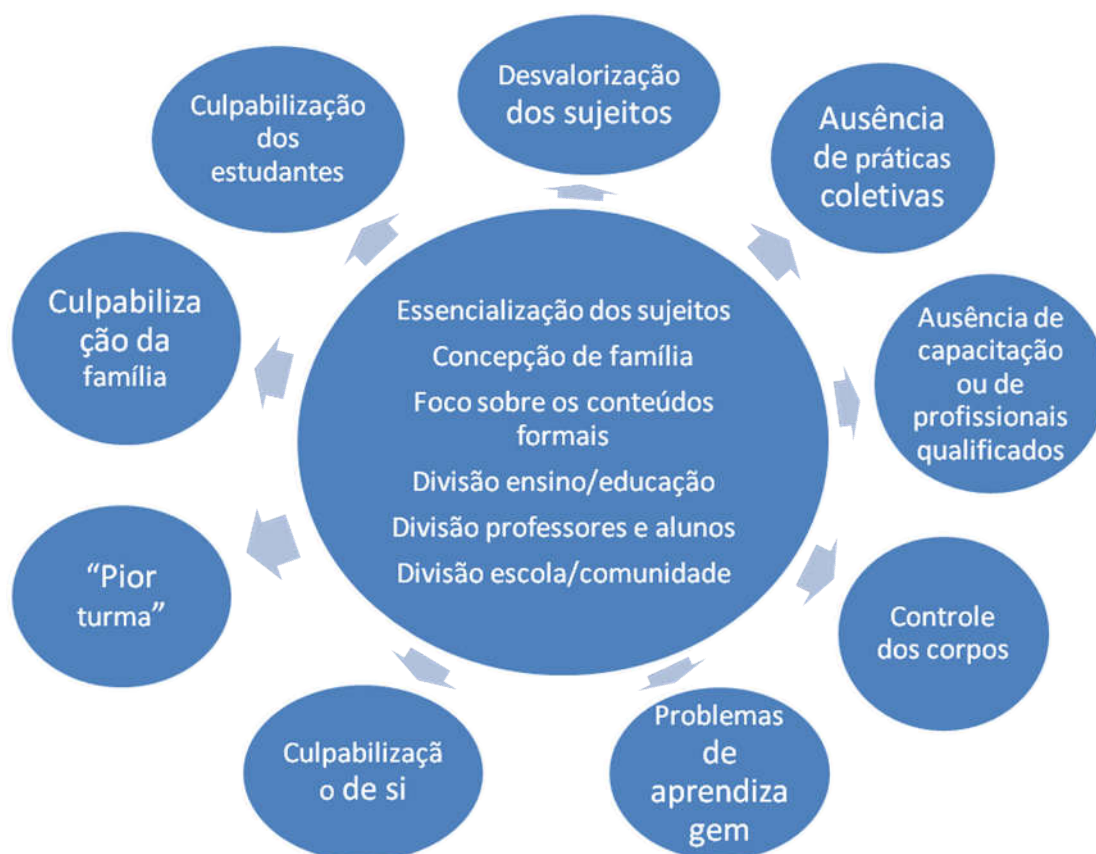 Desvalorização
dos sujeitos
Ausência
de práticas
coletivas
Ausência de
capacitação
ou de
profissionais
qualificados
Controle
dos corpos
Problemas
de
aprendiza
gem
Culpabilizaçã
o de si
“Pior
turma”
Culpabiliza
ção da
família
Culpabilização
dos
estudantes
Essencialização dos sujeitos
Concepção de família
Foco sobre os conteúdos
formais
Divisão ensino/educação
Divisão professores e alunos
Divisão escola/comunidade